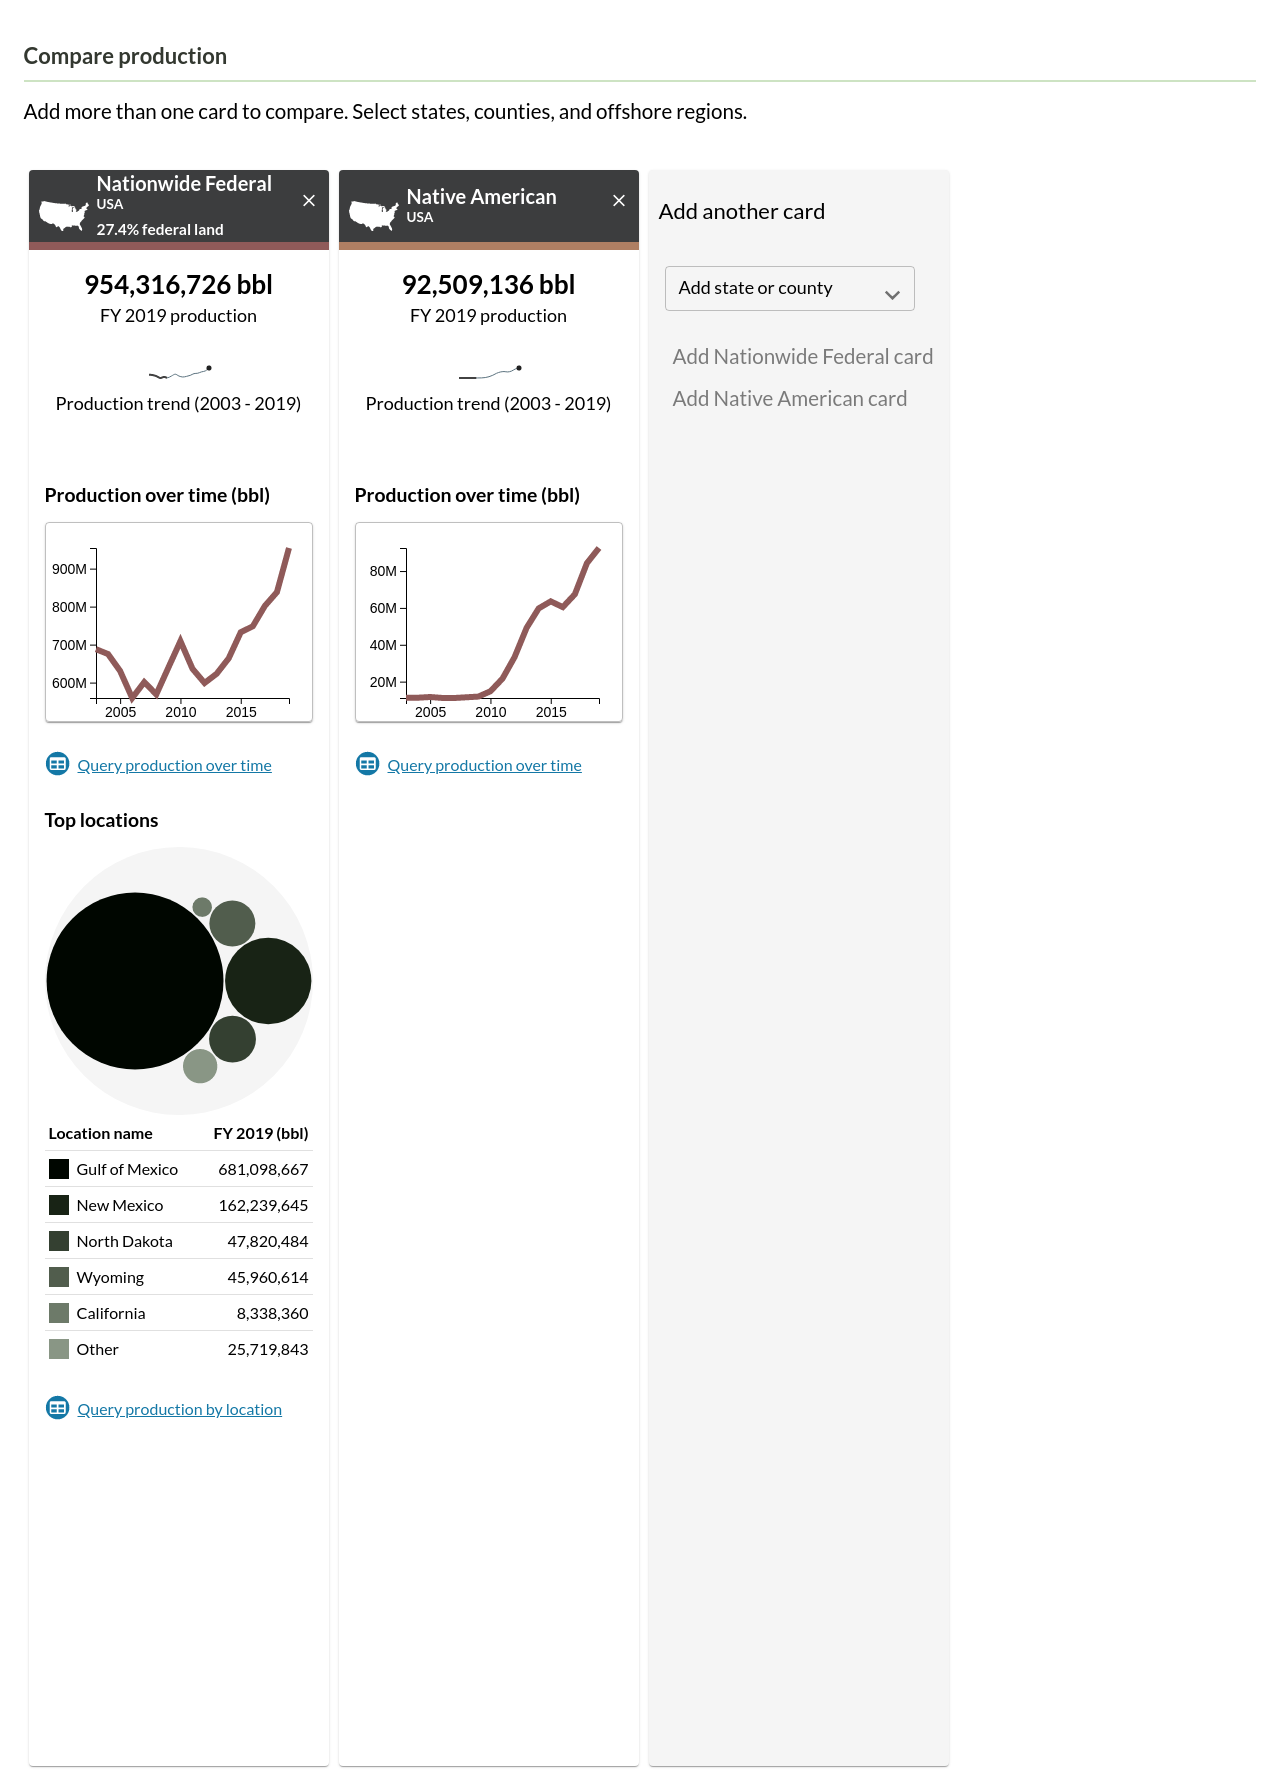 Compare production
Add more than one card to compare. Select states, counties, and offshore regions.
Nationwide Federal
USA
27.4% federal land
954,316,726 bbl
FY 2019 production
Production trend (2003 - 2019)
Production over time (bbl)
900M
800M
700M
600M
2005 2010 2015
Query production over time
Top locations
Location name FY 2019 (bbl)
Gulf of Mexico 681,098,667
New Mexico 162,239,645
North Dakota 47,820,484
Wyoming 45,960,614
California 8,338,360
Other 25,719,843
Query production by location
Native American
USA
92,509,136 bbl
FY 2019 production
Production trend (2003 - 2019)
Production over time (bbl)
80M
60M
40M
20M
2005 2010 2015
Query production over time
Add another card
Add state or county
Add Nationwide Federal card
Add Native American card